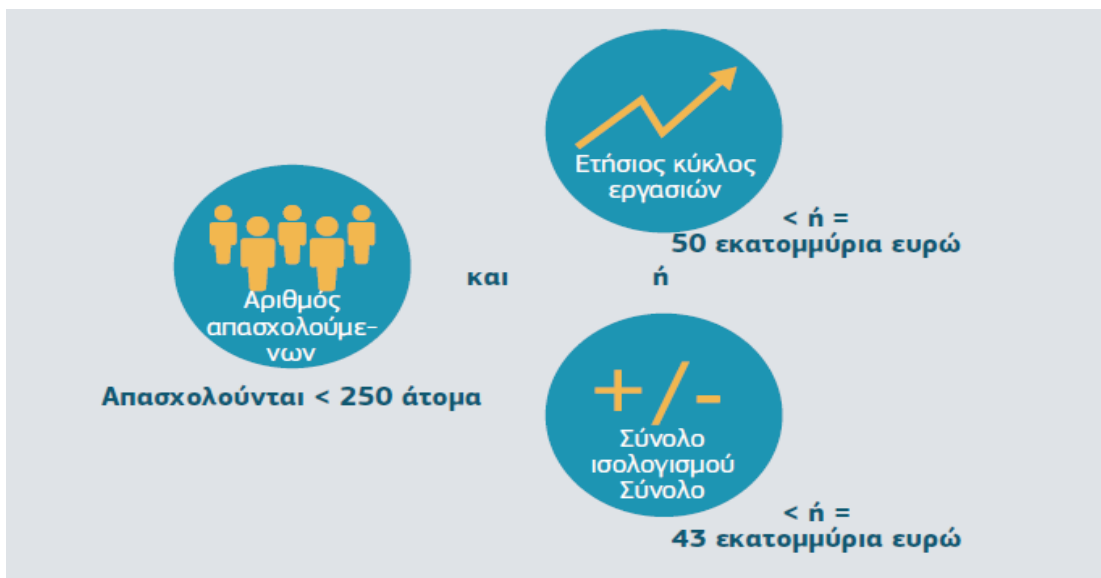 Ετήσιος κύκλος
εργασιών
< ή =
50 εκατομμύρια ευρώ
Αριθμός
απασχολούμε-
νων
Απασχολούνται < 250 άτομα
και
ή
+/-
Σύνολο
ισολογισμού
Σύνολο
< ή =
43 εκατομμύρια ευρώ